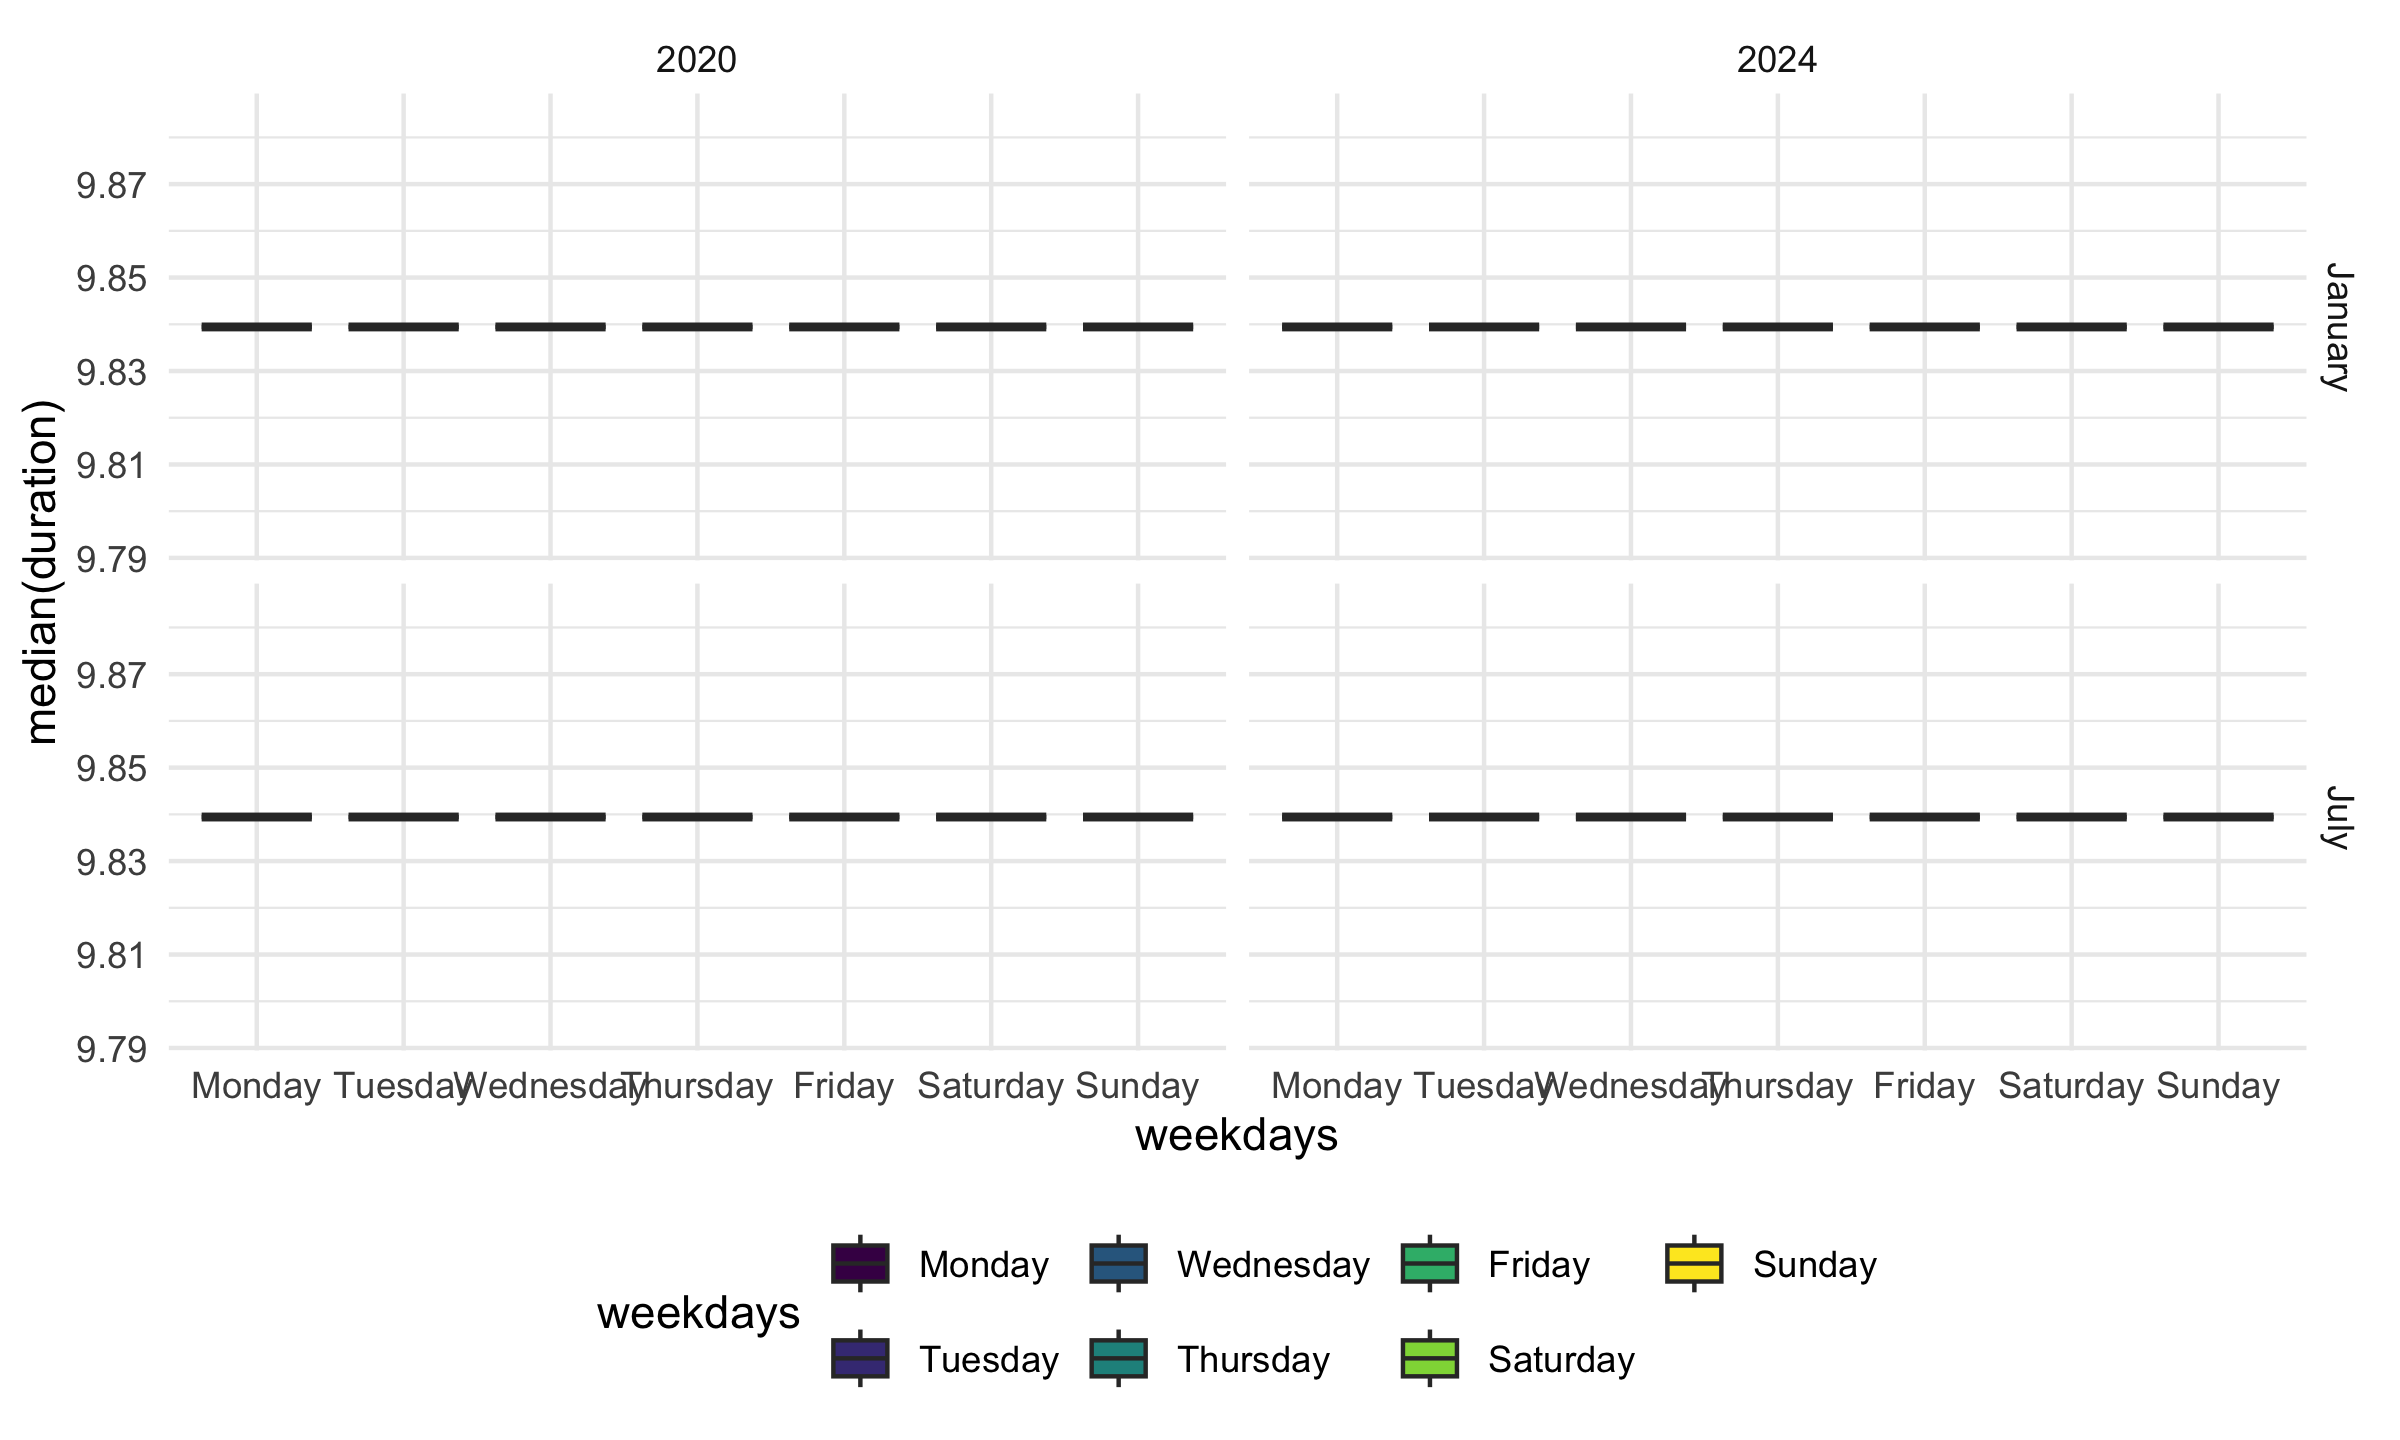 2020 2024
9.87
9.85
9.83
9.81
9.79
January
9.87
9.85
9.83
9.81
9.79
July
median(duration)
Monday Tuesday Wednesday Thursday Friday Saturday Sunday Monday Tuesday Wednesday Thursday Friday Saturday Sunday
weekdays
weekdays
Monday Wednesday Friday Sunday
Tuesday Thursday Saturday